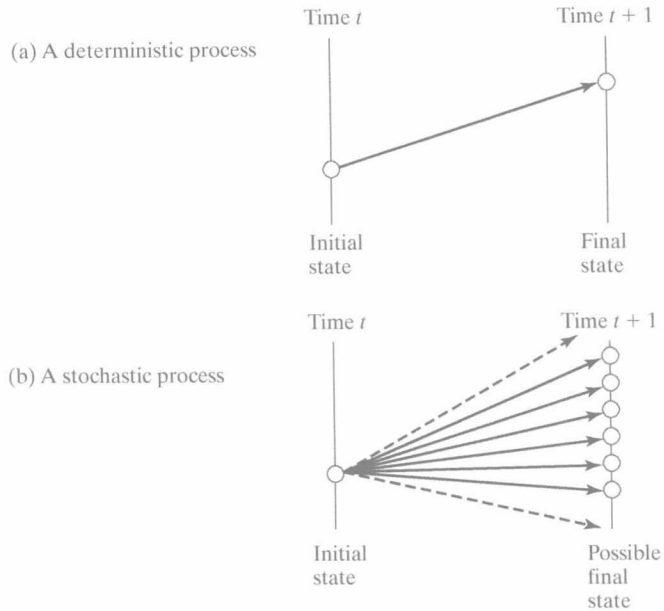 Time t
Time t + 1
(a) A deterministic process
Initial
state
Final
state
Time t
Time t + 1
(b) A stochastic process
Initial
state
Possible
final
state